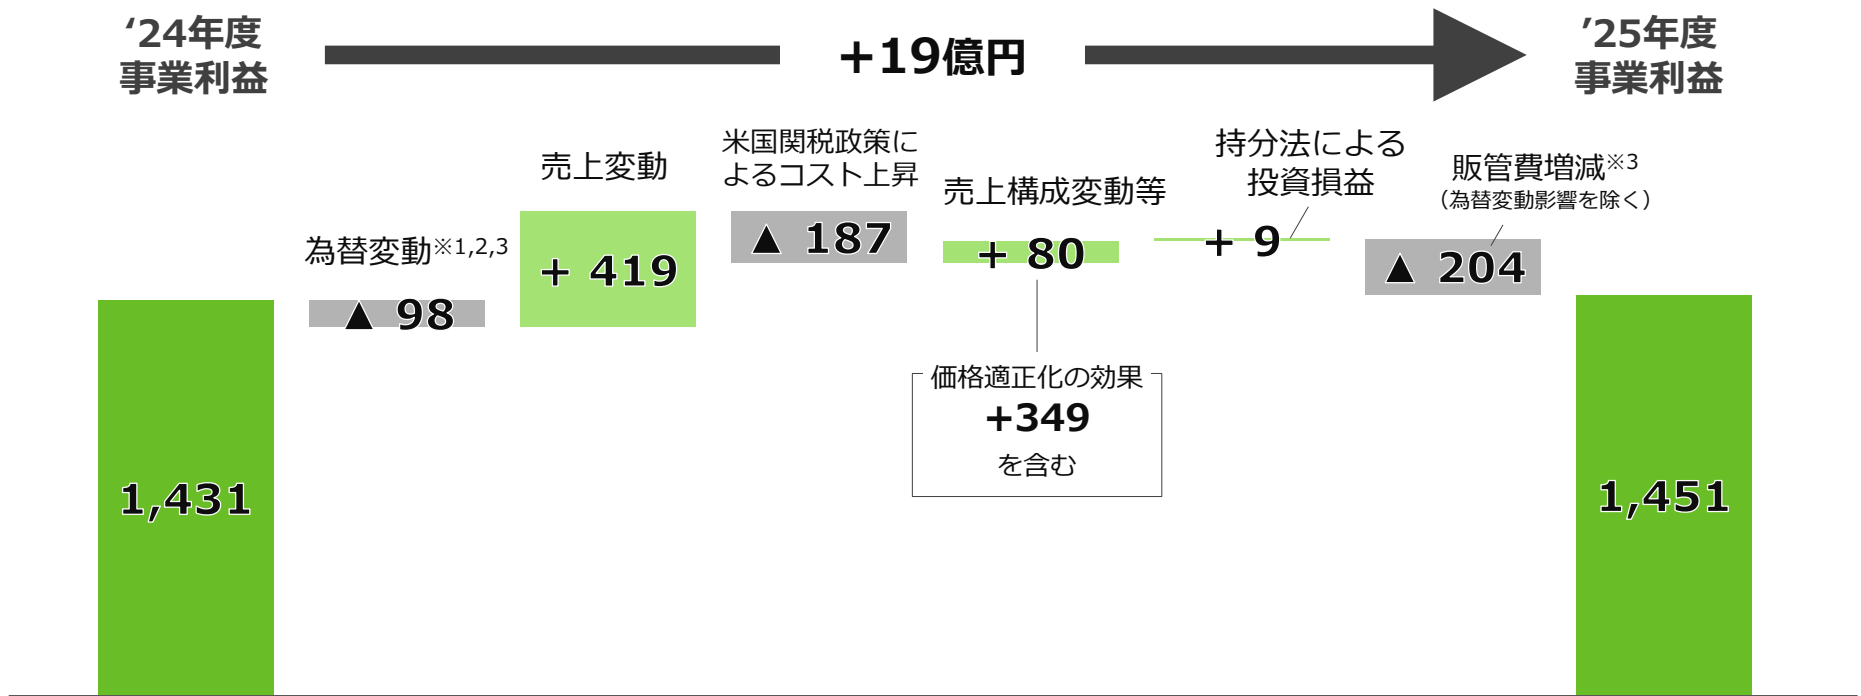 ‘24年度
事業利益
+19億円
’25年度
事業利益
為替変動※1,2,3
▲ 98
売上変動
+ 419
米国関税政策に
よるコスト上昇
▲ 187
売上構成変動等
+ 80
価格適正化の効果
+349
を含む
持分法による
投資損益
+ 9
販管費増減※3
（為替変動影響を除く）
▲ 204
1,431
1,451